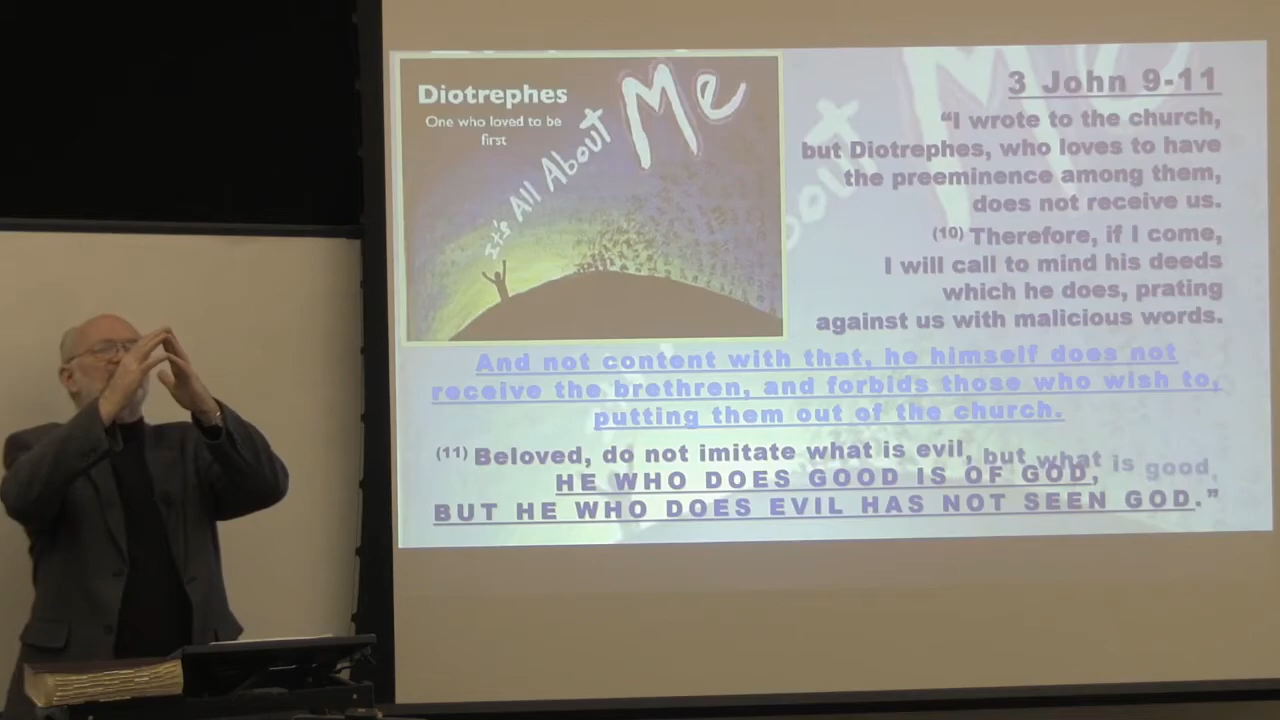 Diotrephes
One who loved to be
first
It's All About Me
3 John 9-11
“I wrote to the church,
but Diotrephes, who loves to have
the preeminence among them,
does not receive us.
(10) Therefore, if I come,
I will call to mind his deeds
which he does, prating
against us with malicious words.
And not content with that, he himself does not
receive the brethren, and forbids those who wish to,
putting them out of the church.
(11) Beloved, do not imitate what is evil, but what is good,
HE WHO DOES GOOD IS OF GOD,
BUT HE WHO DOES EVIL HAS NOT SEEN GOD.”
Me
bout